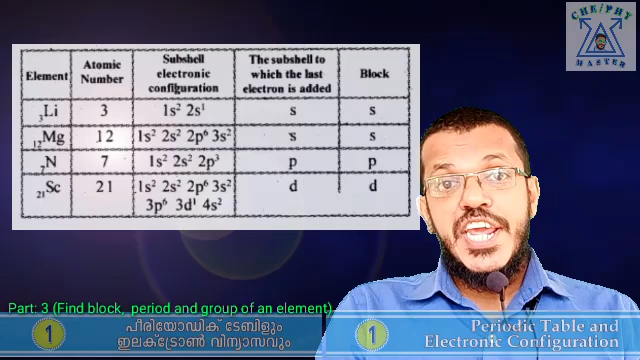 CHE/PHY
MASTER
Element | Atomic Number | Subshell electronic configuration | The subshell to which the last electron is added | Block
₃Li | 3 | 1s² 2s¹ | s | s
₁₂Mg | 12 | 1s² 2s² 2p⁶ 3s² | s | s
₇N | 7 | 1s² 2s² 2p³ | p | p
₂₁Sc | 21 | 1s² 2s² 2p⁶ 3s² 3p⁶ 3d¹ 4s² | d | d
Part: 3 (Find block, period and group of an element)
1 പീരിയോഡിക് ടേബിളും
ഇലക്ട്രോൺ വിന്യാസവും
1 Periodic Table and
Electronic Configuration